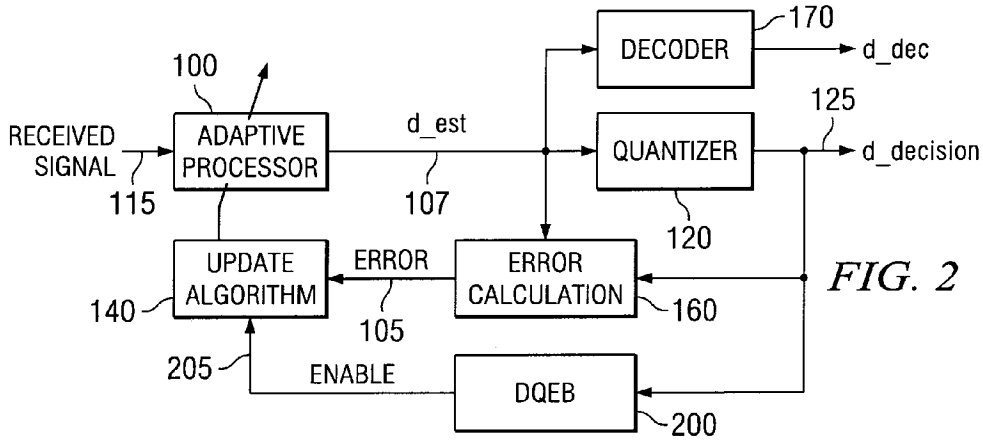 170
DECODER
d_dec
100
RECEIVED
SIGNAL
115
ADAPTIVE
PROCESSOR
d_est
107
QUANTIZER
120
125
d_decision
UPDATE
ALGORITHM
140
ERROR
105
ERROR
CALCULATION
160
FIG. 2
205
ENABLE
DQEB
200